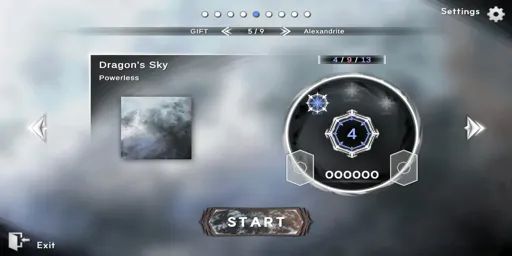 Settings
GIFT 5/9 Alexandrite
Dragon's Sky
Powerless
4 / 9 / 13
4
000000
START
Exit